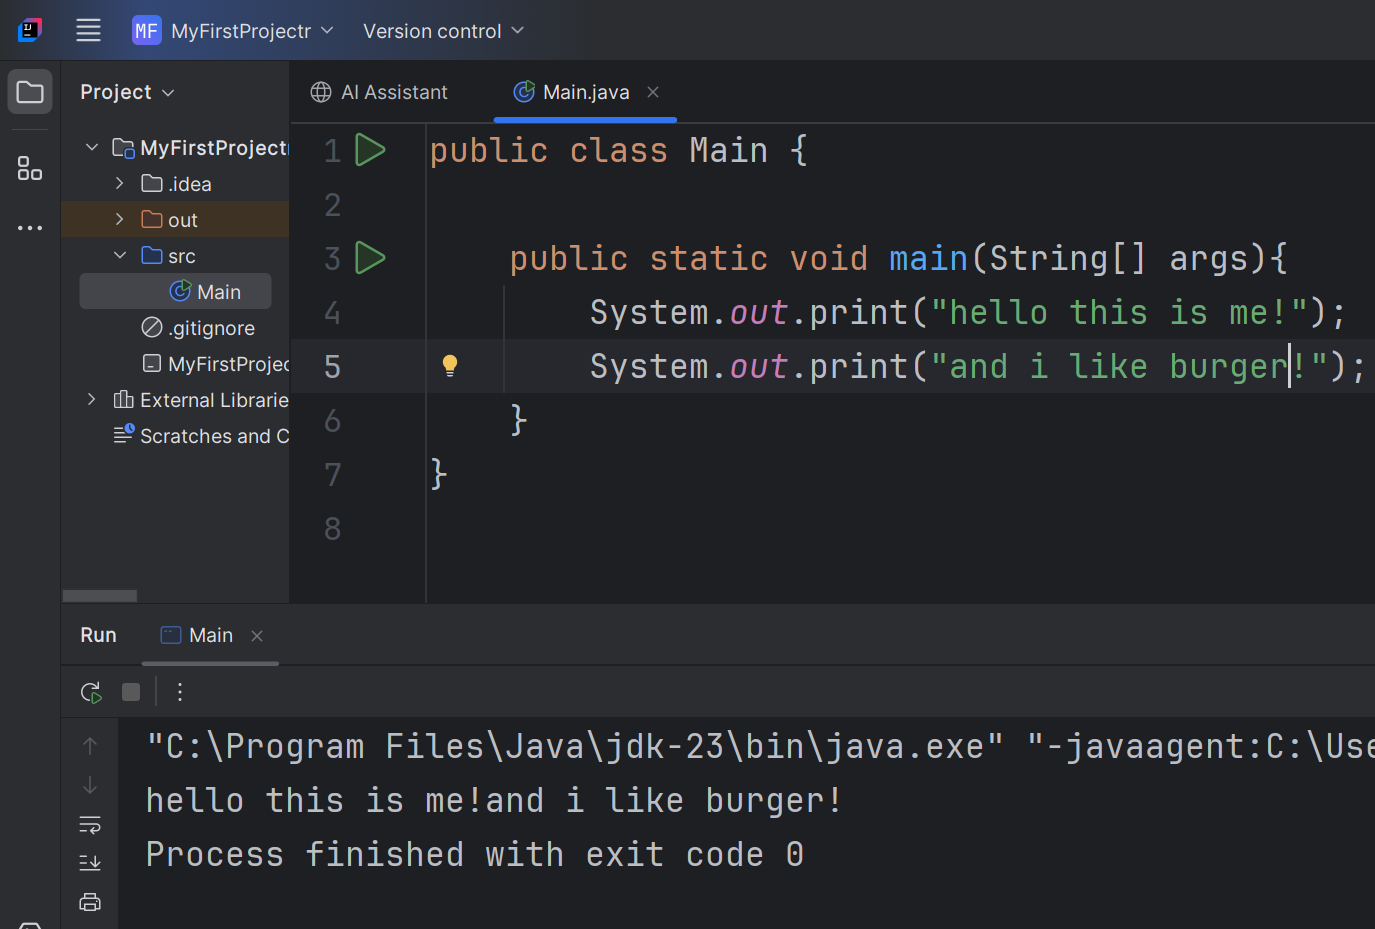 MF MyFirstProjectr Version control
Project
AI Assistant Main.java
MyFirstProjectr
.idea
out
src
Main
.gitignore
MyFirstProjec
External Librarie
Scratches and C
1 public class Main {
2
3 public static void main(String[] args){
4 System.out.print("hello this is me!");
5 System.out.print("and i like burger!");
6 }
7 }
8
Run Main
"C:\Program Files\Java\jdk-23\bin\java.exe" "-javaagent:C:\Use
hello this is me!and i like burger!
Process finished with exit code 0